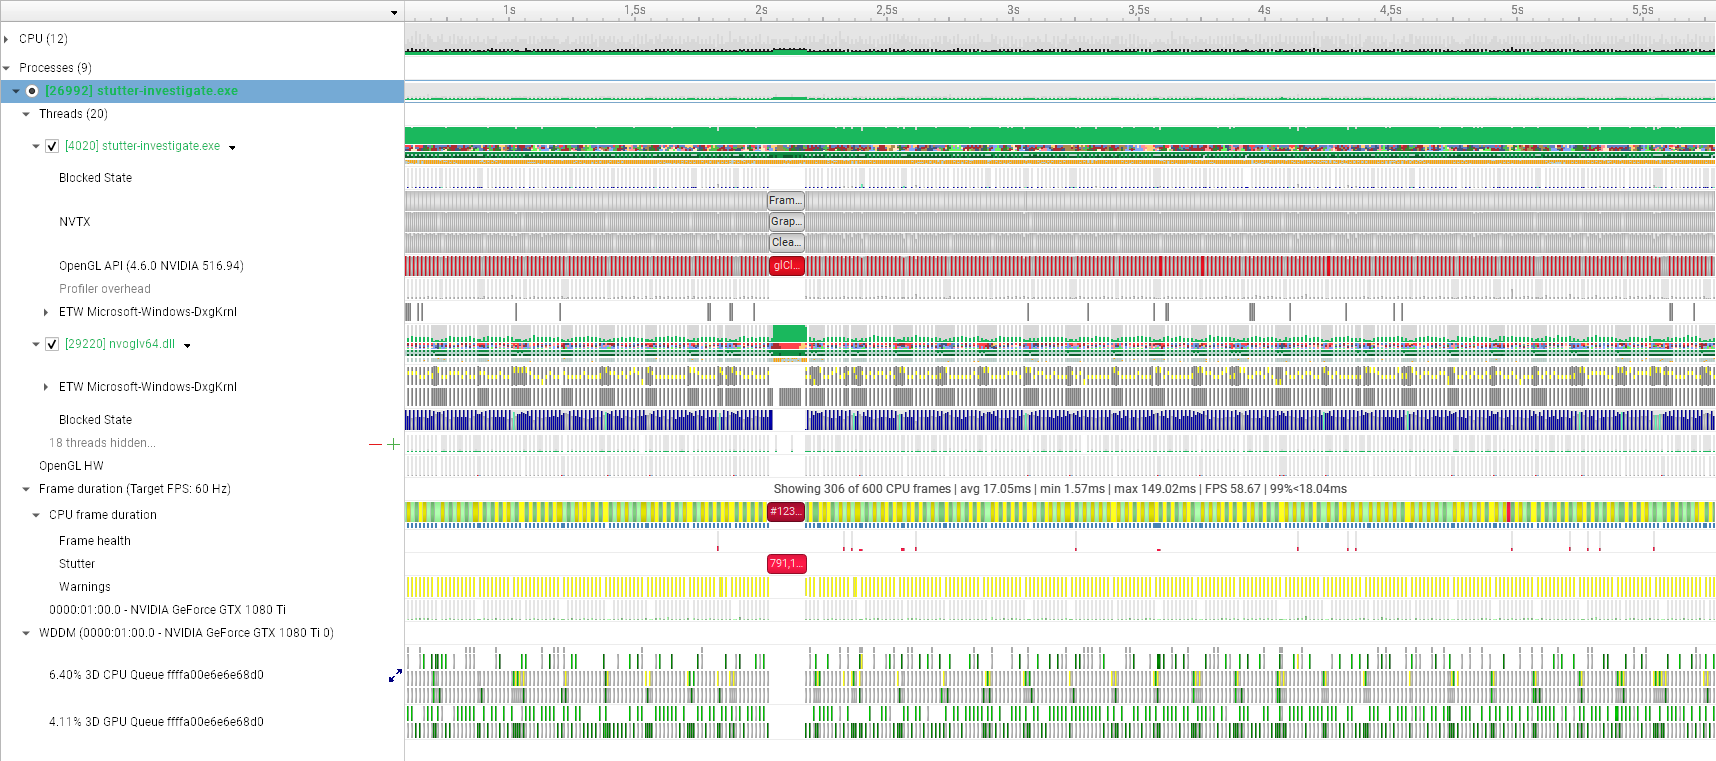 1s 1,5s 2s 2,5s 3s 3,5s 4s 4,5s 5s 5,5s
CPU (12)
Processes (9)
[26992] stutter-investigate.exe
Threads (20)
[4020] stutter-investigate.exe
Blocked State
Fram...
NVTX
Grap...
Clea...
OpenGL API (4.6.0 NVIDIA 516.94)
glCl...
Profiler overhead
ETW Microsoft-Windows-DxgKrnl
[29220] nvoglv64.dll
ETW Microsoft-Windows-DxgKrnl
Blocked State
18 threads hidden...
OpenGL HW
Frame duration (Target FPS: 60 Hz)
Showing 306 of 600 CPU frames | avg 17.05ms | min 1.57ms | max 149.02ms | FPS 58.67 | 99%<18.04ms
CPU frame duration
#123...
Frame health
Stutter
791,1...
Warnings
0000:01:00.0 - NVIDIA GeForce GTX 1080 Ti
WDDM (0000:01:00.0 - NVIDIA GeForce GTX 1080 Ti 0)
6.40% 3D CPU Queue ffffa00e6e6e68d0
4.11% 3D GPU Queue ffffa00e6e6e68d0